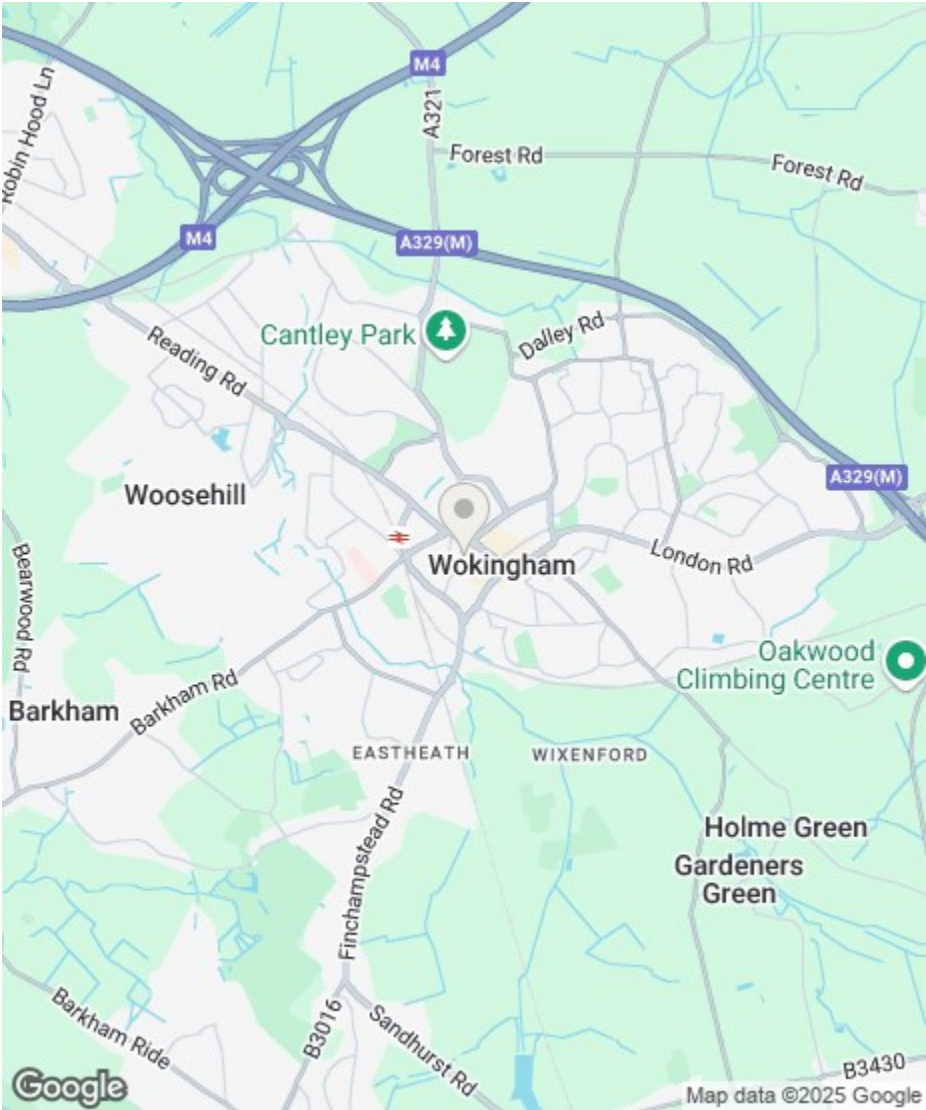 M4
Robin Hood Ln
A321
Forest Rd
Forest Rd
M4
A329(M)
Cantley Park
Dalley Rd
Reading Rd
A329(M)
Woosehill
Wokingham
London Rd
Bearwood Rd
Oakwood
Climbing Centre
Barkham
Barkham Rd
EASTHEATH
WIXENFORD
Holme Green
Gardeners
Green
Finchampstead Rd
Barkham Ride
B3016
Sandhurst Rd
B3430
Google
Map data ©2025 Google